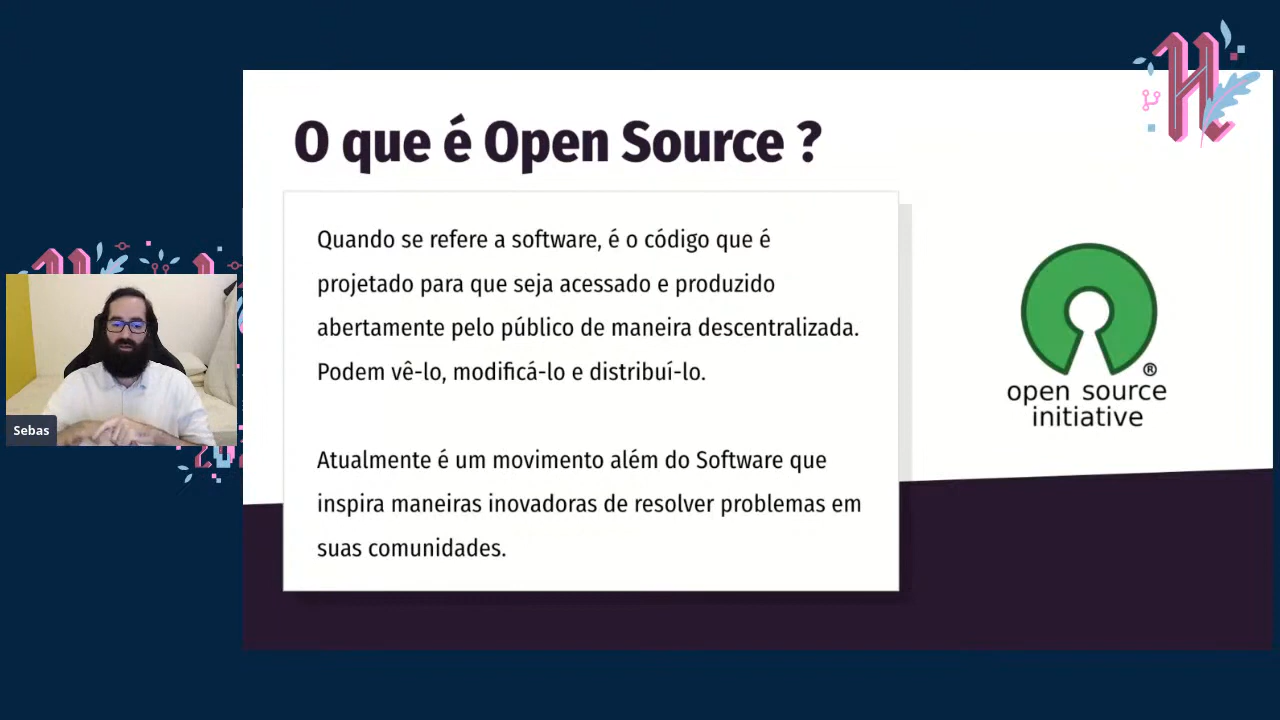 O que é Open Source ?
Quando se refere a software, é o código que é
projetado para que seja acessado e produzido
abertamente pelo público de maneira descentralizada.
Podem vê-lo, modificá-lo e distribuí-lo.
Atualmente é um movimento além do Software que
inspira maneiras inovadoras de resolver problemas em
suas comunidades.
®
open source
initiative
Sebas
H